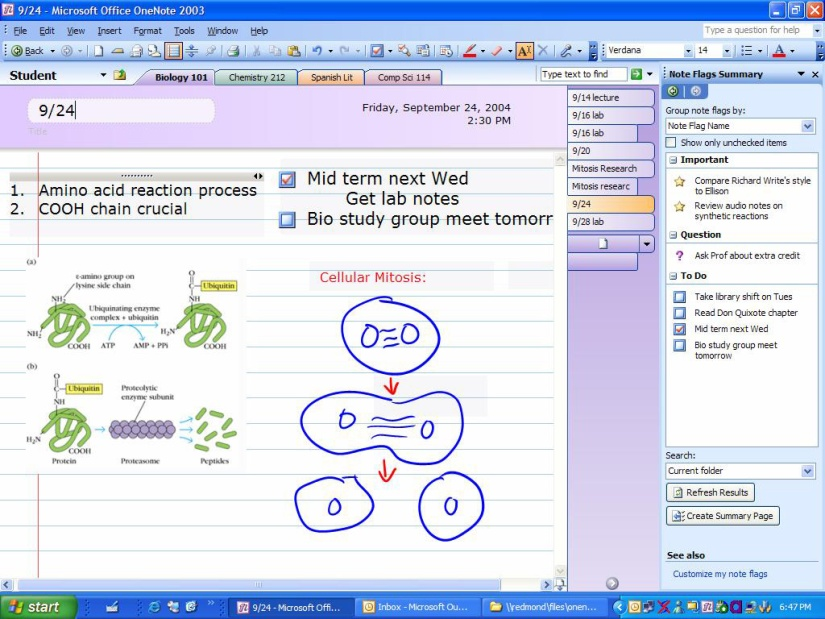 9/24 - Microsoft Office OneNote 2003
File Edit View Insert Format Tools Window Help
Type a question for help
Back
Verdana 14
Student
Biology 101
Chemistry 212
Spanish Lit
Comp Sci 114
Type text to find
9/24
Title
Friday, September 24, 2004
2:30 PM
1. Amino acid reaction process
2. COOH chain crucial
Mid term next Wed
Get lab notes
Bio study group meet tomorr
(a)
ε-amino group on
lysine side chain
NH2
Ubiquinating enzyme
complex + ubiquitin
NH2
COOH
ATP
AMP + PPi
O
C
Ubiquitin
NH
H2N
COOH
(b)
O
C
Ubiquitin
NH
H2N
COOH
Protein
Proteolytic
enzyme subunit
Proteasome
Peptides
Cellular Mitosis:
9/14 lecture
9/16 lab
9/16 lab
9/20
Mitosis Research
Mitosis researc
9/24
9/28 lab
Note Flags Summary
Group note flags by:
Note Flag Name
Show only unchecked items
Important
Compare Richard Write's style
to Ellison
Review audio notes on
synthetic reactions
Question
Ask Prof about extra credit
To Do
Take library shift on Tues
Read Don Quixote chapter
Mid term next Wed
Bio study group meet
tomorrow
Search:
Current folder
Refresh Results
Create Summary Page
See also
Customize my note flags
start
9/24 - Microsoft Offi...
Inbox - Microsoft Ou...
\\redmond\files\onen...
6:47 PM